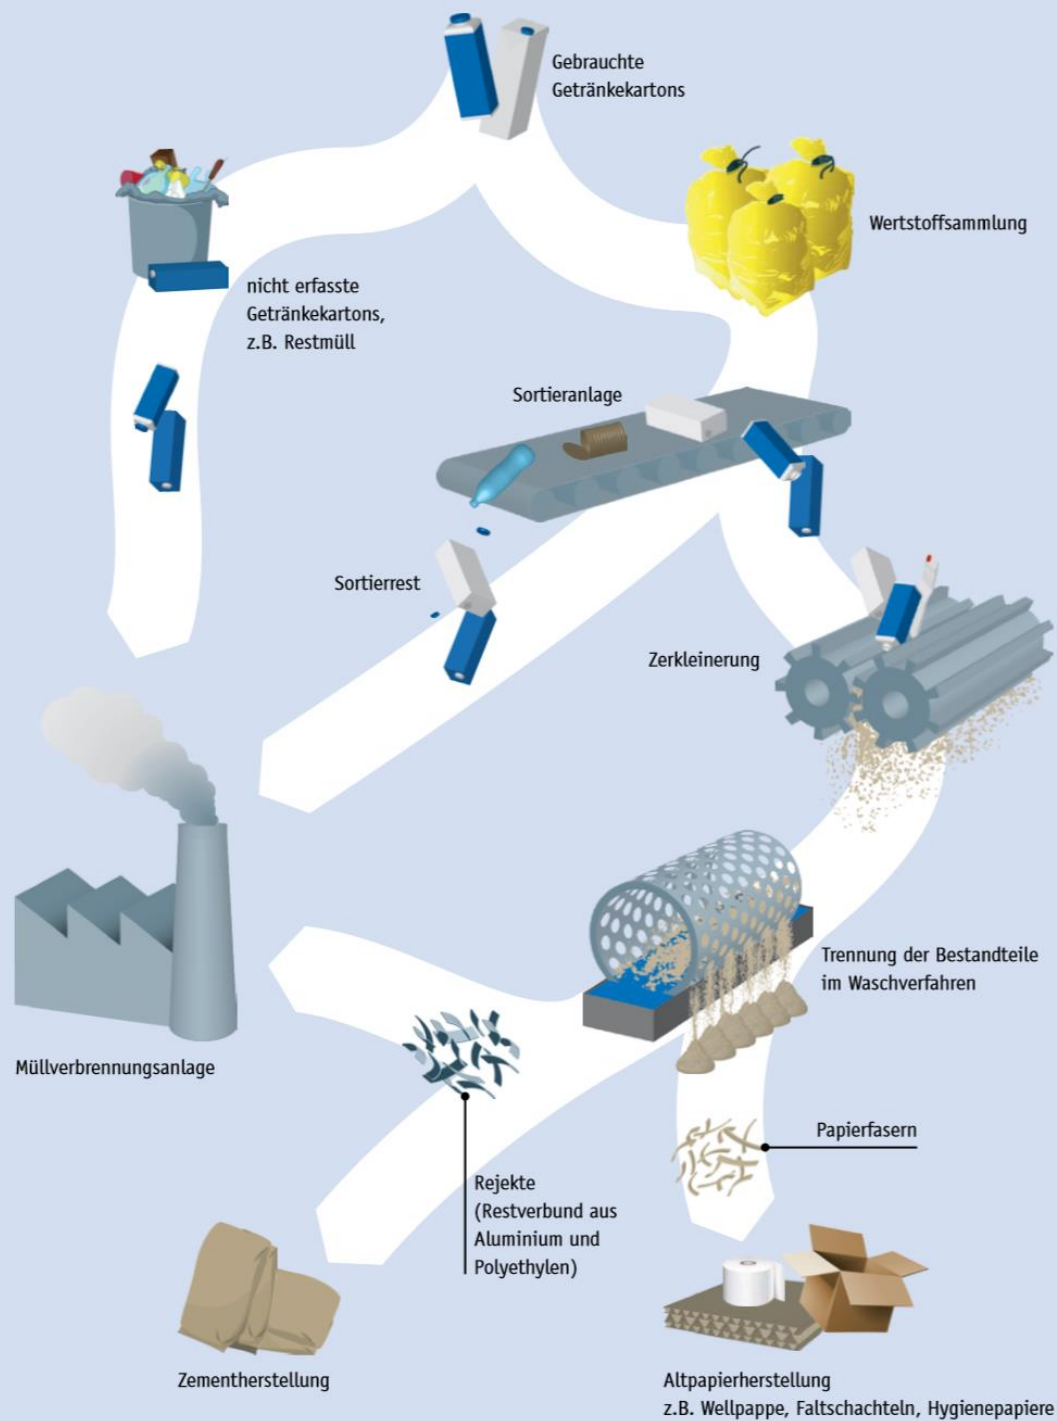 Gebrauchte
Getränkekartons
Wertstoffsammlung
nicht erfasste
Getränkekartons,
z.B. Restmüll
Sortieranlage
Sortierrest
Zerkleinerung
Trennung der Bestandteile
im Waschverfahren
Müllverbrennungsanlage
Papierfasern
Rejekte
(Restverbund aus
Aluminium und
Polyethylen)
Zementherstellung
Altpapierherstellung
z.B. Wellpappe, Faltschachteln, Hygienepapiere